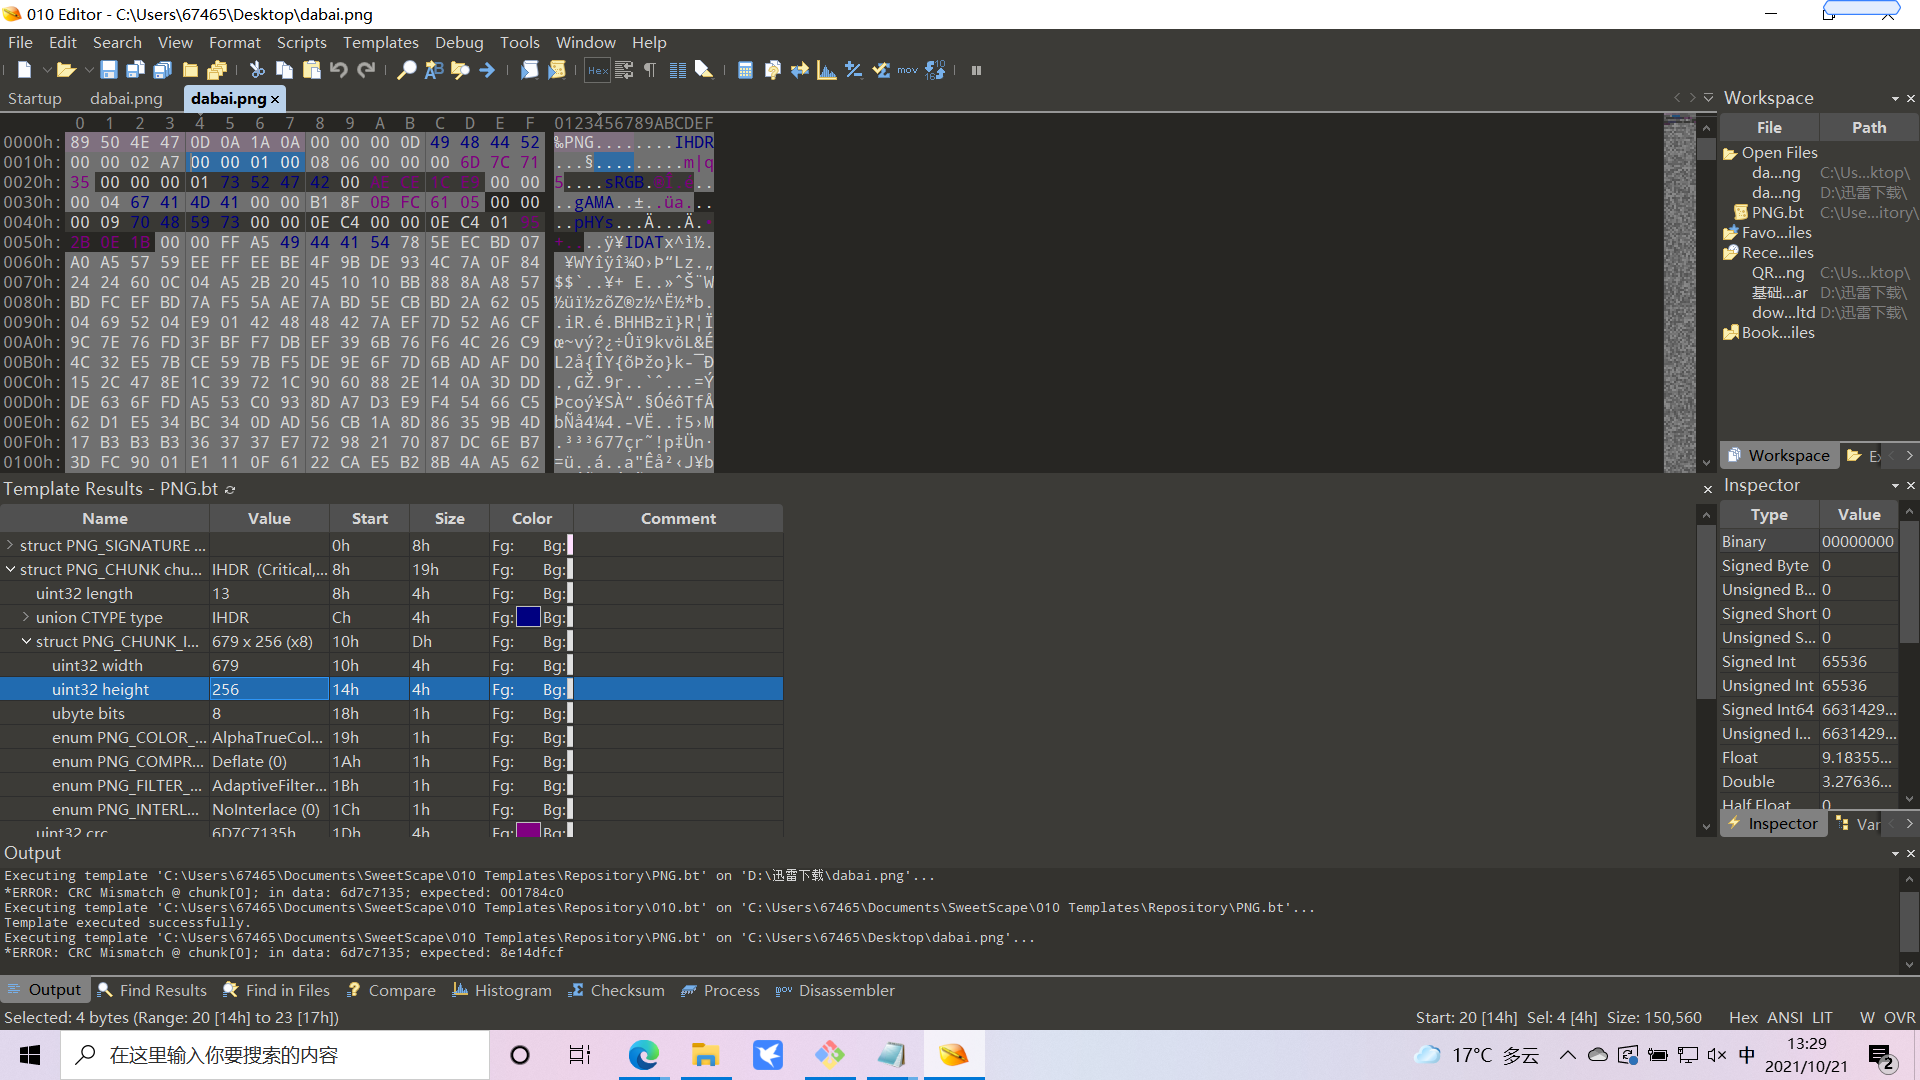 010 Editor - C:\Users\67465\Desktop\dabai.png
File Edit Search View Format Scripts Templates Debug Tools Window Help
Startup dabai.png dabai.png
0 1 2 3 4 5 6 7 8 9 A B C D E F 0123456789ABCDEF
0000h: 89 50 4E 47 0D 0A 1A 0A 00 00 00 0D 49 48 44 52 ‰PNG........IHDR
0010h: 00 00 02 A7 00 00 01 00 08 06 00 00 00 6D 7C 71 ...§.........m|q
0020h: 35 00 00 00 01 73 52 47 42 00 00 00 5....sRGB.
0030h: 00 04 67 41 4D 41 00 00 B1 8F 0B FC 61 05 00 00 ..gAMA..±..üa...
0040h: 00 09 70 48 59 73 00 00 0E C4 00 00 0E C4 01 95 ..pHYs...Ä...Ä.•
0050h: 2B 0E 1B 00 00 FF A5 49 44 41 54 78 5E EC BD 07 +....ÿ¥IDATx^ì½.
0060h: A0 A5 57 59 EE FF EE BE 4F 9B DE 93 4C 7A 0F 84 ¥WYîÿî¾O›Þ“Lz.„
0070h: 24 24 60 0C 04 A5 2B 20 45 10 10 BB 88 8A A8 57 $$`..¥+ E..»ˆŠ¨W
0080h: BD FC EF BD 7A F5 5A AE 7A BD 5E CB BD 2A 62 05 ½üï½zõZ®z½^Ë½*b.
0090h: 04 69 52 04 E9 01 42 48 48 42 7A EF 7D 52 A6 CF .iR.é.BHHBzï}R¦Ï
00A0h: 9C 7E 76 FD 3F BF F7 DB EF 39 6B 76 F6 4C 26 C9 œ~vý?¿÷Ûï9kvöL&É
00B0h: 4C 32 E5 7B CE 59 7B F5 DE 9E 6F 7D 6B AD AF D0 L2å{ÎY{õÞžo}k-¯Ð
00C0h: 15 2C 47 8E 1C 39 72 1C 90 60 88 2E 14 0A 3D DD .,GŽ.9r..`ˆ...=Ý
00D0h: DE 63 6F FD A5 53 C0 93 8D A7 D3 E9 F4 54 66 C5 Þcoý¥SÀ“.§ÓéôTfÅ
00E0h: 62 D1 E5 34 BC 34 0D AD 56 CB 1A 8D 86 35 9B 4D bÑå4¼4.-VË..†5›M
00F0h: 17 B3 B3 B3 36 37 37 E7 72 98 21 70 87 DC 6E B7 .³³³677çr˜!p‡Ün·
0100h: 3D FC 90 01 E1 11 0F 61 22 CA E5 B2 8B 4A A5 62 =ü..á..a"Êå²‹J¥b
Workspace
File Path
Open Files
da...ng C:\Us...ktop\
da...ng D:\迅雷下载\
PNG.bt C:\Use...itory\
Favo...iles
Rece...iles
QR...ng C:\Us...ktop\
基础...ar D:\迅雷下载\
dow...ltd D:\迅雷下载\
Book...iles
Workspace
Template Results - PNG.bt
Name Value Start Size Color Comment
struct PNG_SIGNATURE ... 0h 8h Fg: Bg:
struct PNG_CHUNK chu... IHDR (Critical,... 8h 19h Fg: Bg:
uint32 length 13 8h 4h Fg: Bg:
union CTYPE type IHDR Ch 4h Fg: Bg:
struct PNG_CHUNK_I... 679 x 256 (x8) 10h Dh Fg: Bg:
uint32 width 679 10h 4h Fg: Bg:
uint32 height 256 14h 4h Fg: Bg:
ubyte bits 8 18h 1h Fg: Bg:
enum PNG_COLOR_... AlphaTrueCol... 19h 1h Fg: Bg:
enum PNG_COMPR... Deflate (0) 1Ah 1h Fg: Bg:
enum PNG_FILTER_... AdaptiveFilter... 1Bh 1h Fg: Bg:
enum PNG_INTERL... NoInterlace (0) 1Ch 1h Fg: Bg:
uint32 crc 6D7C7135h 1Dh 4h Fg: Bg:
Inspector
Type Value
Binary 00000000
Signed Byte 0
Unsigned B... 0
Signed Short 0
Unsigned S... 0
Signed Int 65536
Unsigned Int 65536
Signed Int64 6631429...
Unsigned I... 6631429...
Float 9.18355...
Double 3.27636...
Half Float 0
Inspector Var
Output
Executing template 'C:\Users\67465\Documents\SweetScape\010 Templates\Repository\PNG.bt' on 'D:\迅雷下载\dabai.png'...
*ERROR: CRC Mismatch @ chunk[0]; in data: 6d7c7135; expected: 001784c0
Executing template 'C:\Users\67465\Documents\SweetScape\010 Templates\Repository\010.bt' on 'C:\Users\67465\Documents\SweetScape\010 Templates\Repository\PNG.bt'...
Template executed successfully.
Executing template 'C:\Users\67465\Documents\SweetScape\010 Templates\Repository\PNG.bt' on 'C:\Users\67465\Desktop\dabai.png'...
*ERROR: CRC Mismatch @ chunk[0]; in data: 6d7c7135; expected: 8e14dfcf
Output Find Results Find in Files Compare Histogram Checksum Process Disassembler
Selected: 4 bytes (Range: 20 [14h] to 23 [17h]) Start: 20 [14h] Sel: 4 [4h] Size: 150,560 Hex ANSI LIT W OVR
在这里输入你要搜索的内容
17°C 多云 中
13:29
2021/10/21
2